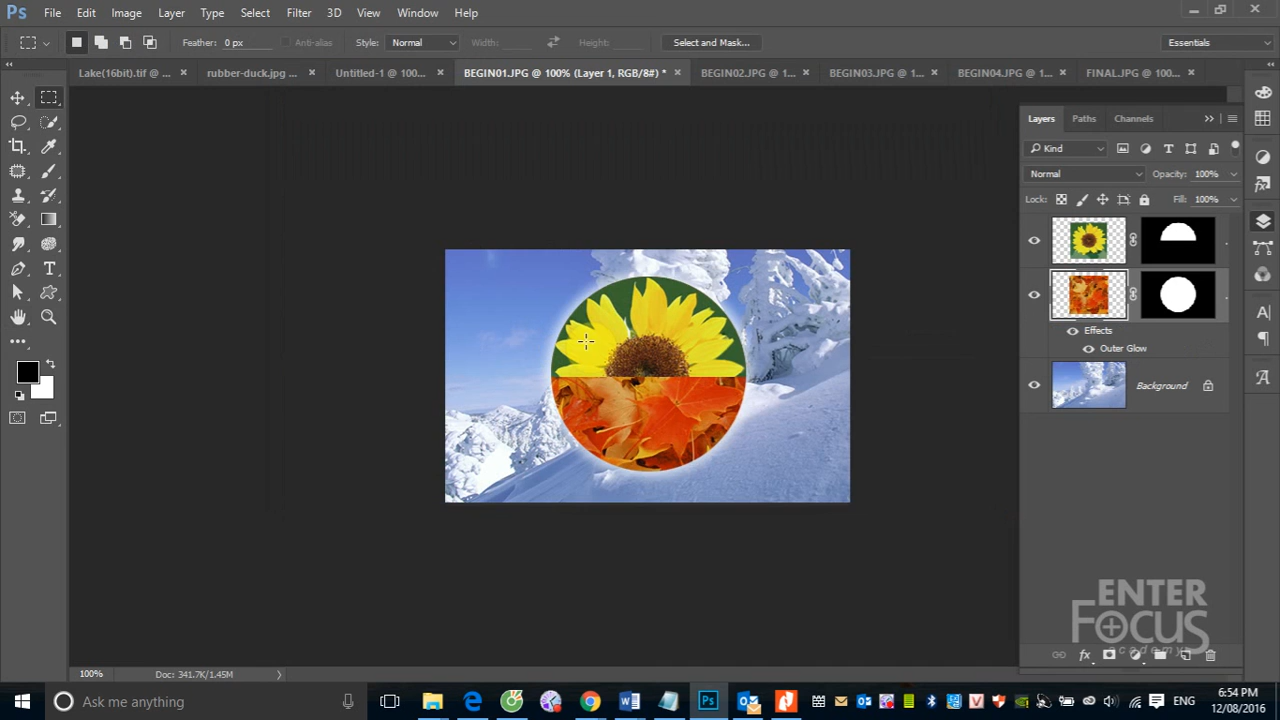 Ps File Edit Image Layer Type Select Filter 3D View Window Help
Feather: 0 px Anti-alias Style: Normal Width: Height: Select and Mask... Essentials
Lake(16bit).tif @ ... × rubber-duck.jpg ... × Untitled-1 @ 100... × BEGIN01.JPG @ 100% (Layer 1, RGB/8#) * × BEGIN02.JPG @ 1... × BEGIN03.JPG @ 1... × BEGIN04.JPG @ 1... × FINAL.JPG @ 100... ×
Layers Paths Channels
Kind
Normal Opacity: 100%
Lock: Fill: 100%
Effects
Outer Glow
Background
ENTER
FOCUS
academy
fx
100% Doc: 341.7K/1.45M
Ask me anything
ENG
6:54 PM
12/08/2016